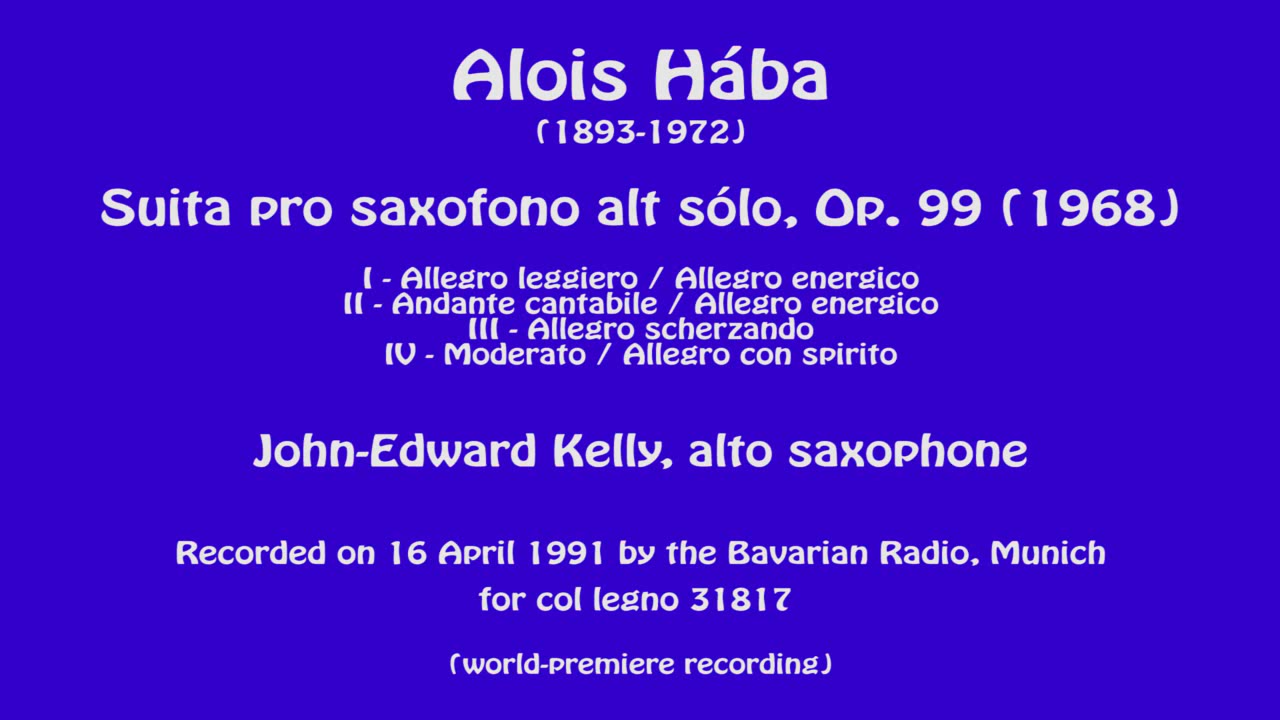 Alois Hába
(1893-1972)
Suita pro saxofono alt sólo, Op. 99 (1968)
I - Allegro leggiero / Allegro energico
II - Andante cantabile / Allegro energico
III - Allegro scherzando
IV - Moderato / Allegro con spirito
John-Edward Kelly, alto saxophone
Recorded on 16 April 1991 by the Bavarian Radio, Munich
for col legno 31817
(world-premiere recording)